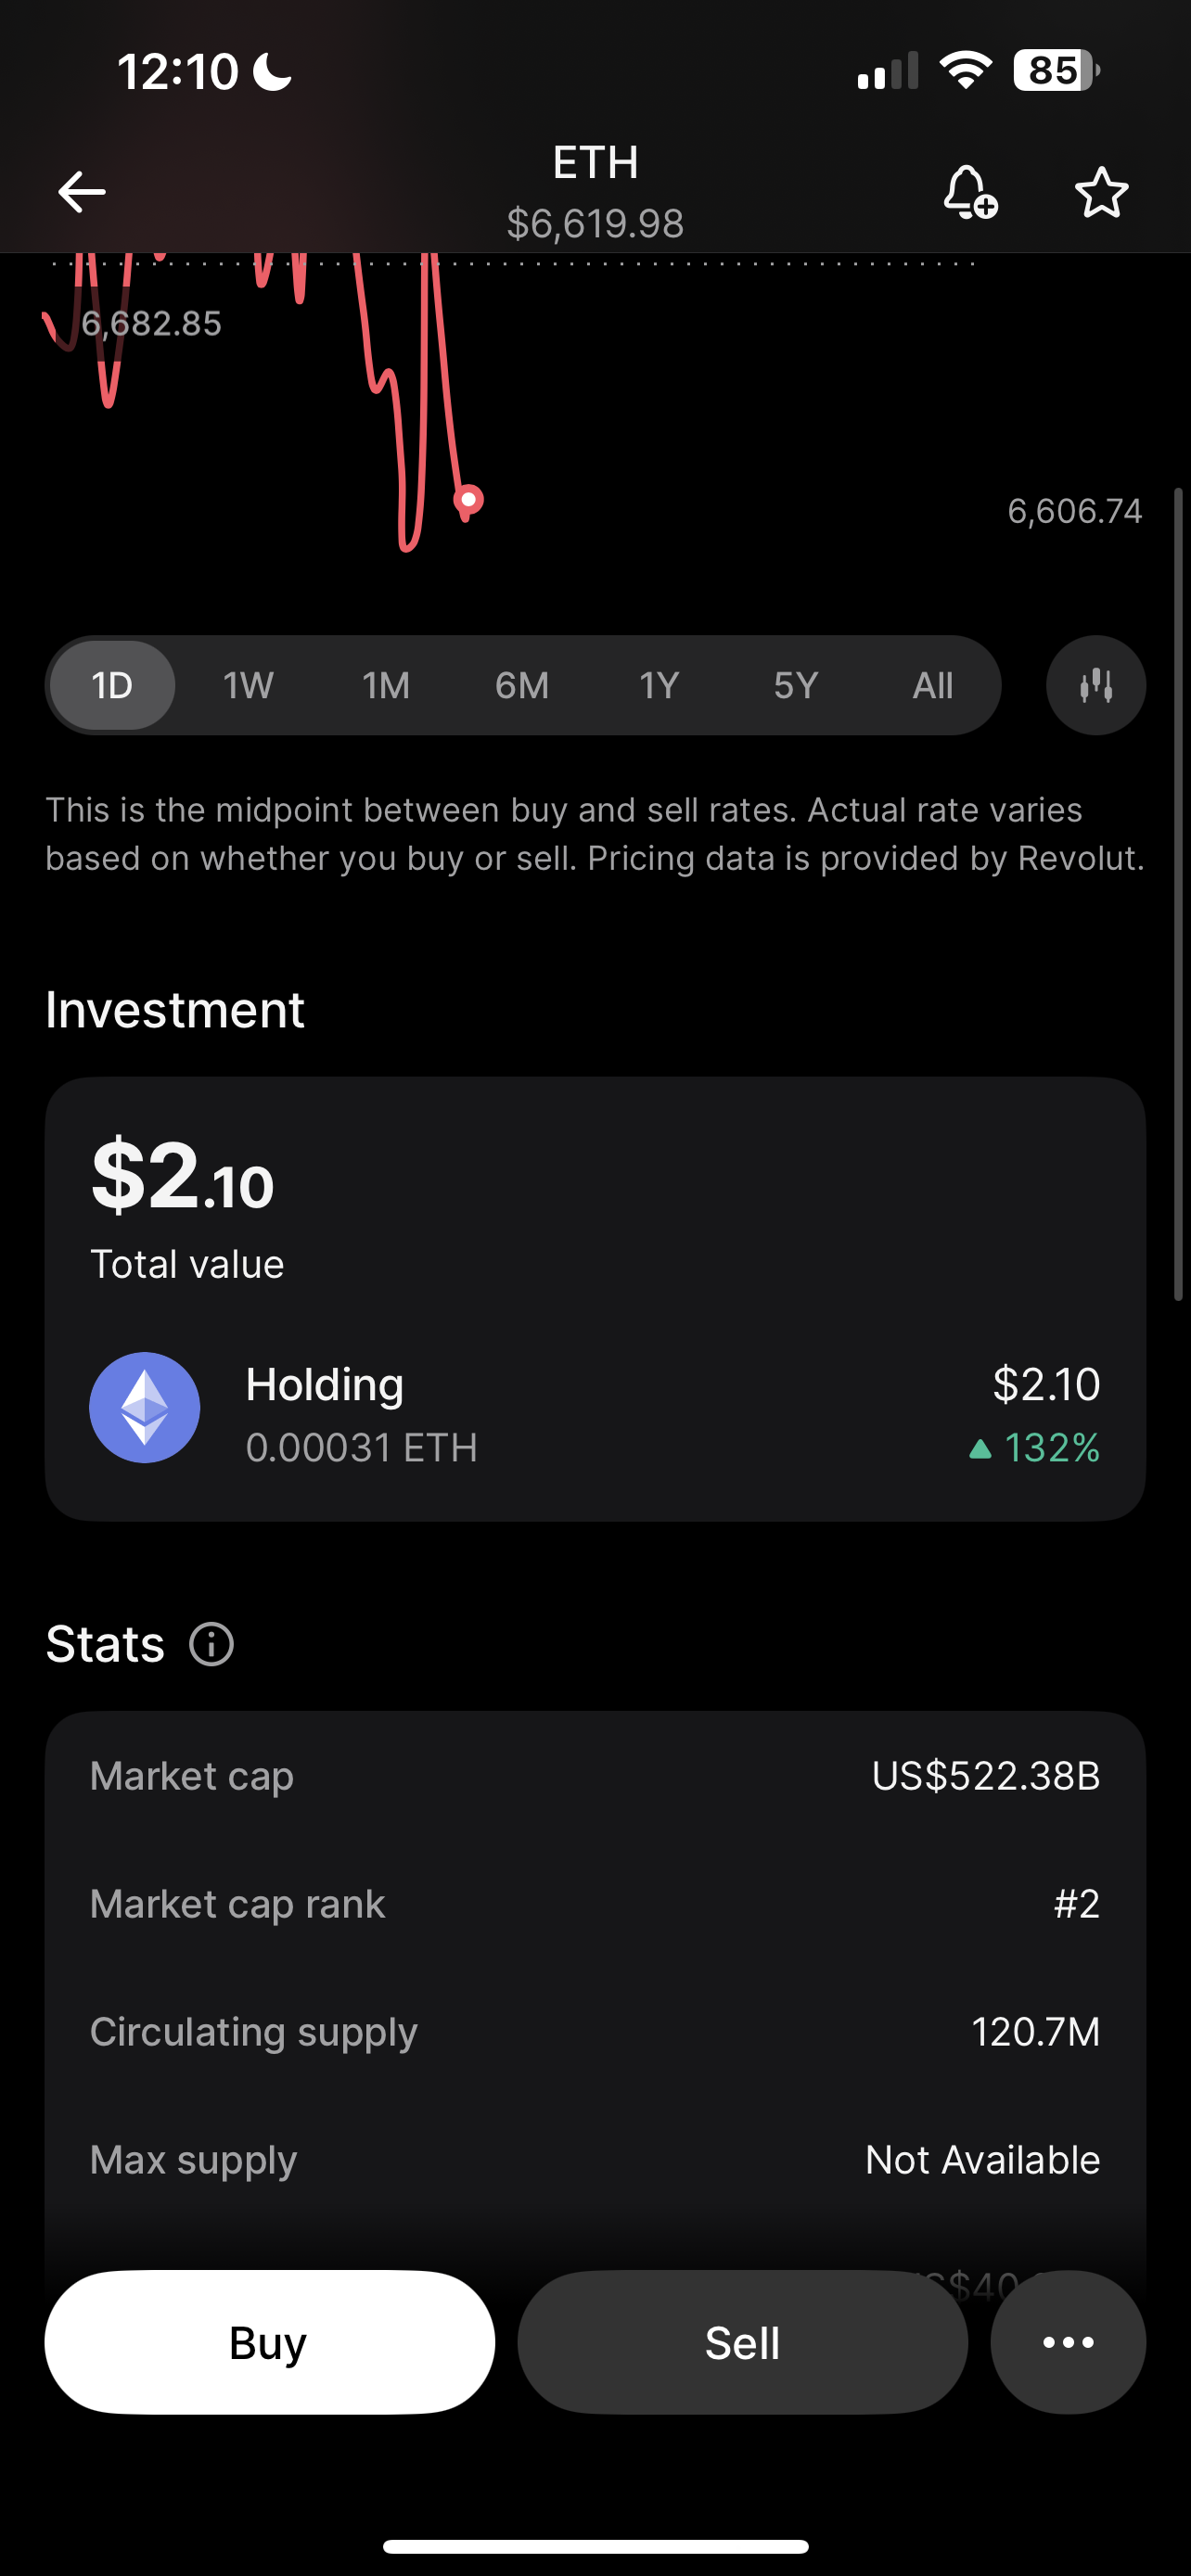 12:10
85
ETH
$6,619.98
6,682.85
6,606.74
1D 1W 1M 6M 1Y 5Y All
This is the midpoint between buy and sell rates. Actual rate varies
based on whether you buy or sell. Pricing data is provided by Revolut.
Investment
$2.10
Total value
Holding
$2.10
0.00031 ETH
132%
Stats
Market cap
US$522.38B
Market cap rank
#2
Circulating supply
120.7M
Max supply
Not Available
Buy
Sell